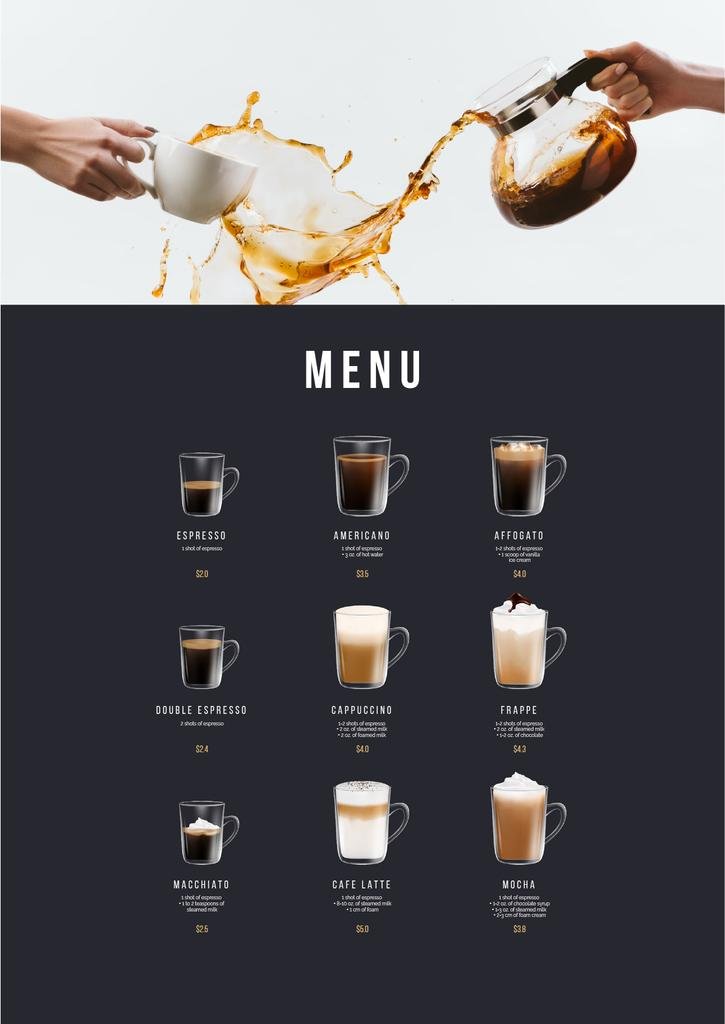 MENU
ESPRESSO
1 shot of espresso
$2.0
AMERICANO
1 shot of espresso
• 3 oz. of hot water
$3.5
AFFOGATO
1-2 shots of espresso
• 1 scoop of vanilla
ice cream
$4.0
DOUBLE ESPRESSO
2 shots of espresso
$2.4
CAPPUCCINO
1-2 shots of espresso
• 2 oz. of steamed milk
• 2 oz. of foamed milk
$4.0
FRAPPE
1-2 shots of espresso
• 2 oz. of steamed milk
• 1-2 oz. of chocolate
$4.3
MACCHIATO
1 shot of espresso
• 1 to 2 teaspoons of
steamed milk
$2.5
CAFE LATTE
1 shot of espresso
• 8-10 oz. of steamed milk
• 1 cm of foam
$5.0
MOCHA
1 shot of espresso
• 1-2 oz. of chocolate syrup
• 1-3 oz. of steamed milk
• 2-3 cm of foam cream
$3.8